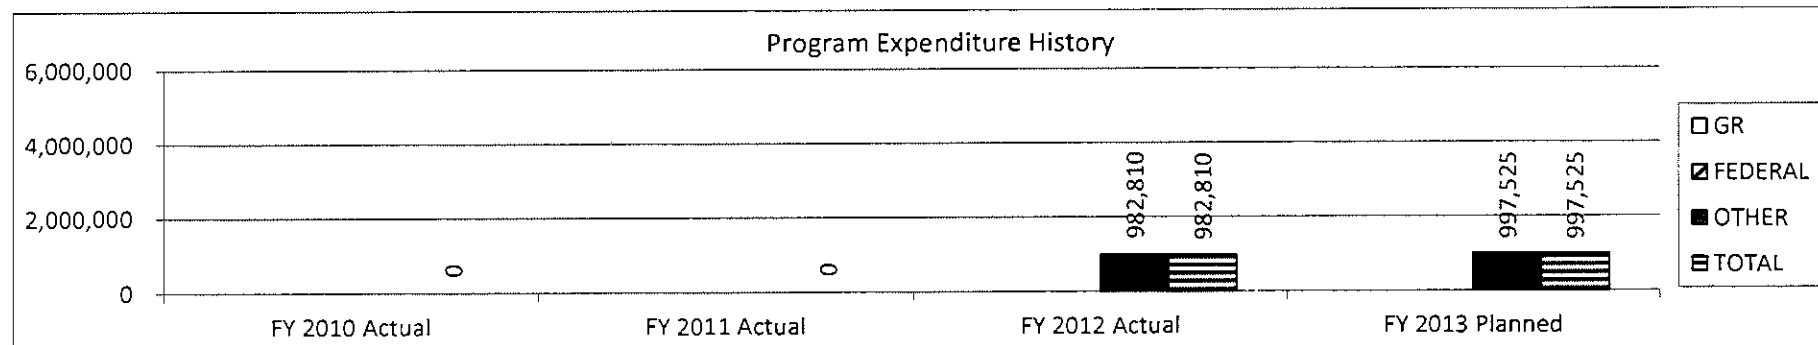 Program Expenditure History
6,000,000
4,000,000
2,000,000
0
0
0
982,810
982,810
997,525
997,525
FY 2010 Actual
FY 2011 Actual
FY 2012 Actual
FY 2013 Planned
GR
FEDERAL
OTHER
TOTAL